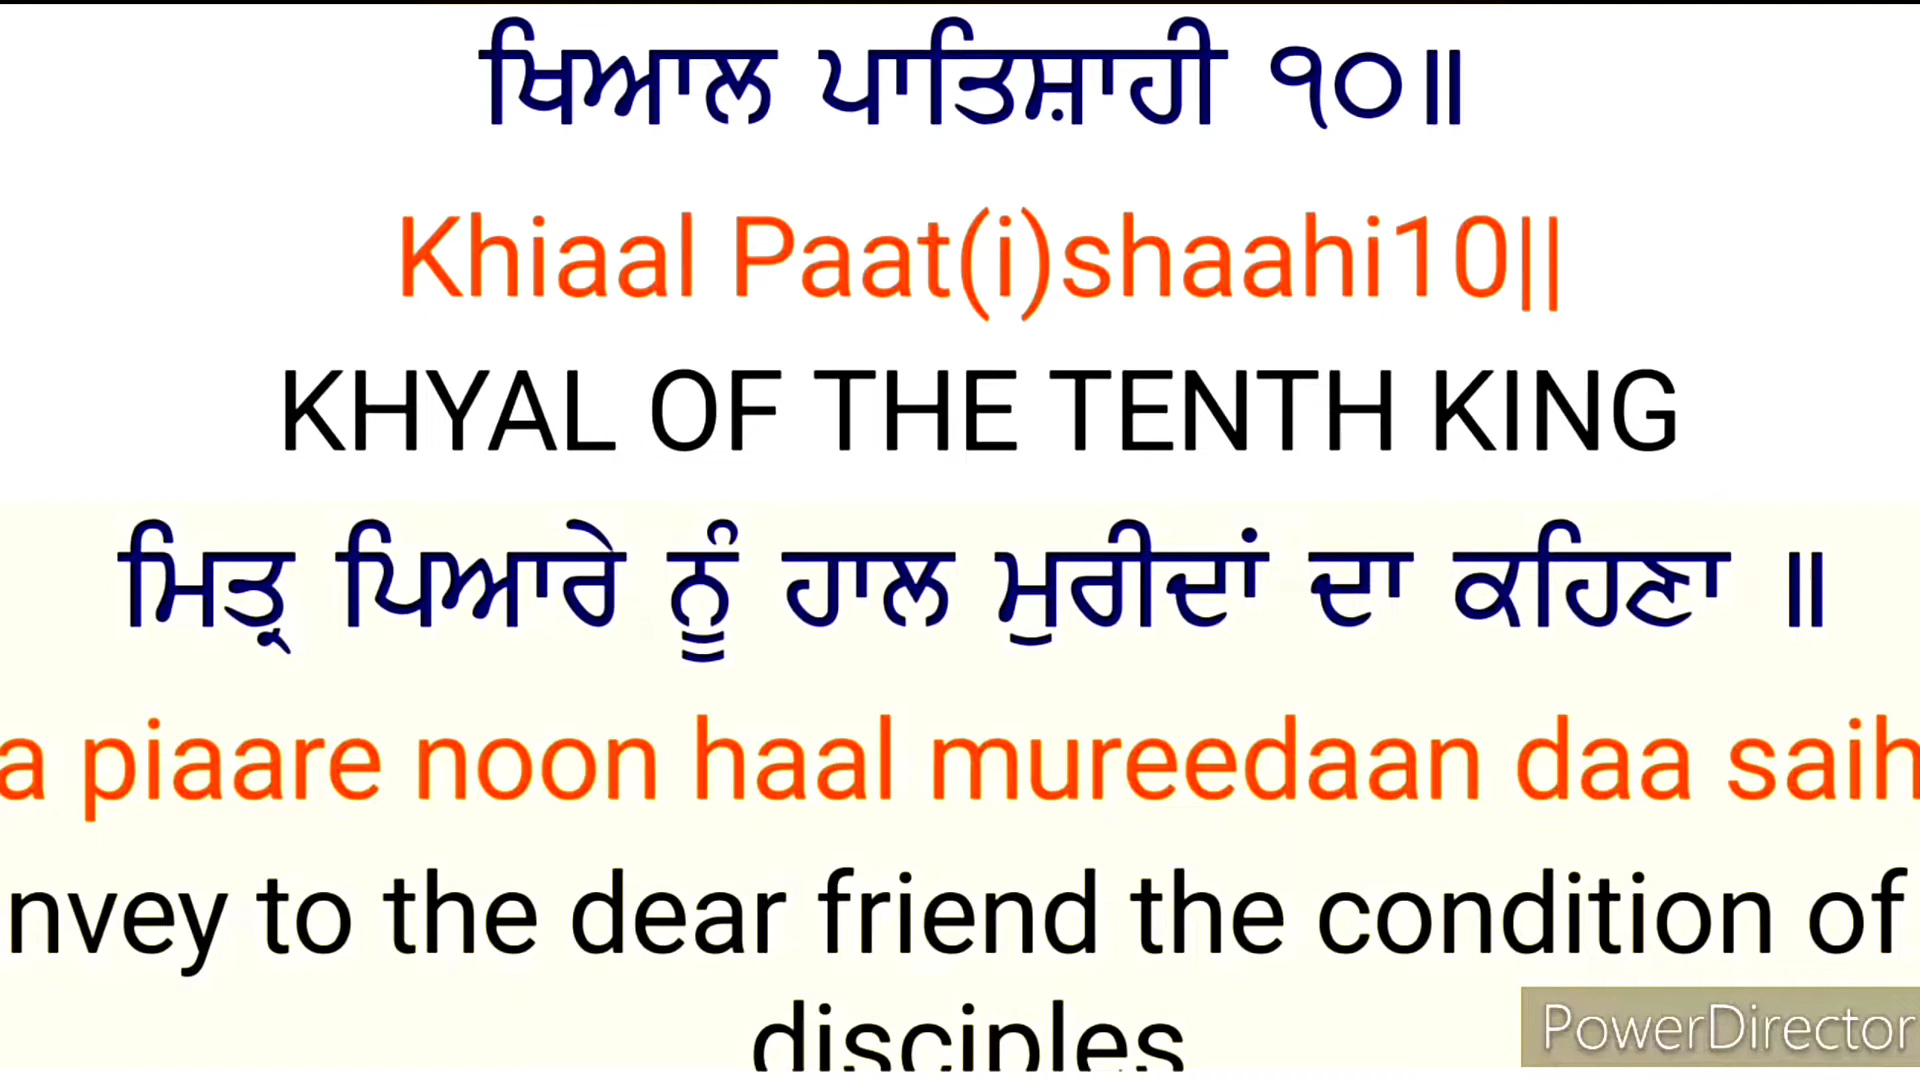 ਖਿਆਲ ਪਾਤਿਸ਼ਾਹੀ ੧੦॥
Khiaal Paat(i)shaahi10||
KHYAL OF THE TENTH KING
ਮਿਤ੍ਰ ਪਿਆਰੇ ਨੂੰ ਹਾਲ ਮੁਰੀਦਾਂ ਦਾ ਕਹਿਣਾ ॥
a piaare noon haal mureedaan daa saih
nvey to the dear friend the condition of
disciples
PowerDirector